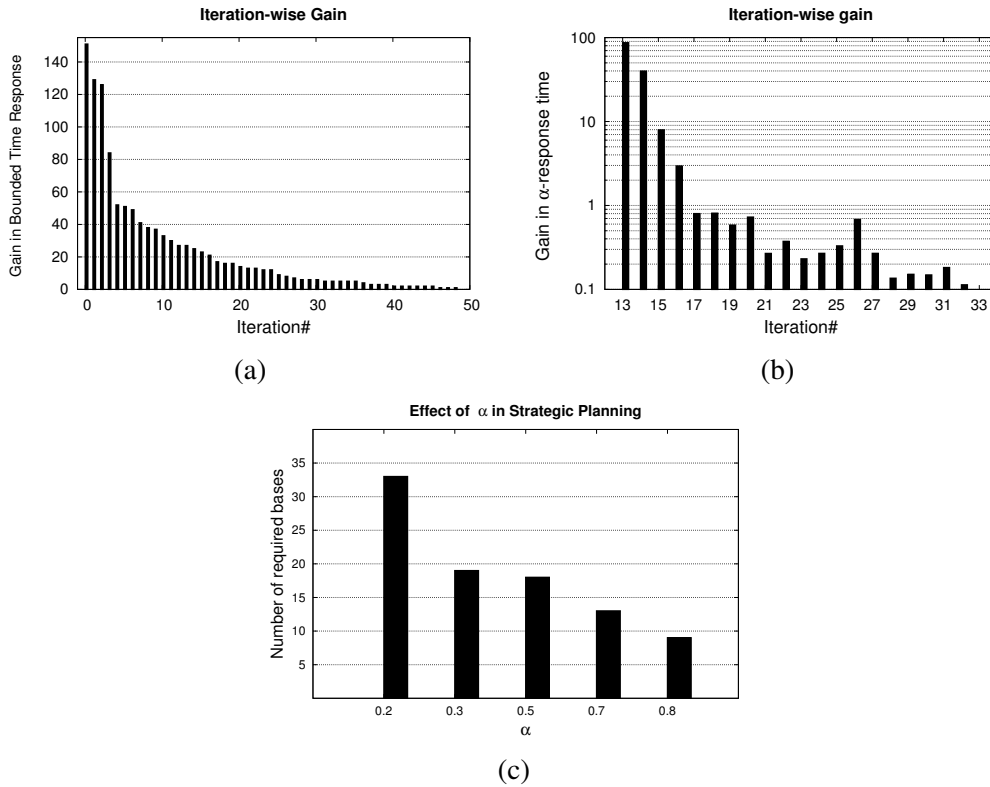 Iteration-wise Gain
Gain in Bounded Time Response
140
120
100
80
60
40
20
0
0 10 20 30 40 50
Iteration#
(a)
Iteration-wise gain
Gain in α-response time
100
10
1
0.1
13 15 17 19 21 23 25 27 29 31 33
Iteration#
(b)
Effect of α in Strategic Planning
Number of required bases
35
30
25
20
15
10
5
0.2 0.3 0.5 0.7 0.8
α
(c)